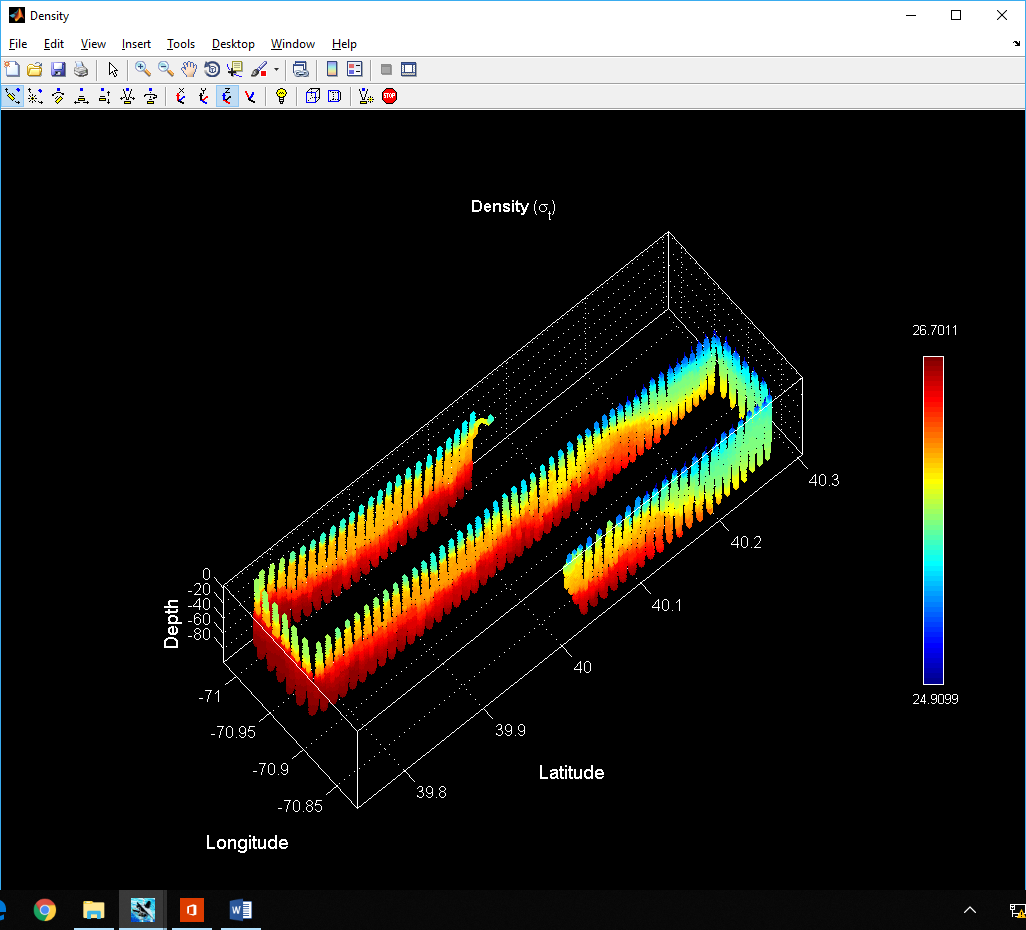 Density
File Edit View Insert Tools Desktop Window Help
STOP
Density (σt)
26.7011
24.9099
0
-20
-40
-60
-80
Depth
-71
-70.95
-70.9
-70.85
Longitude
40.3
40.2
40.1
40
39.9
39.8
Latitude